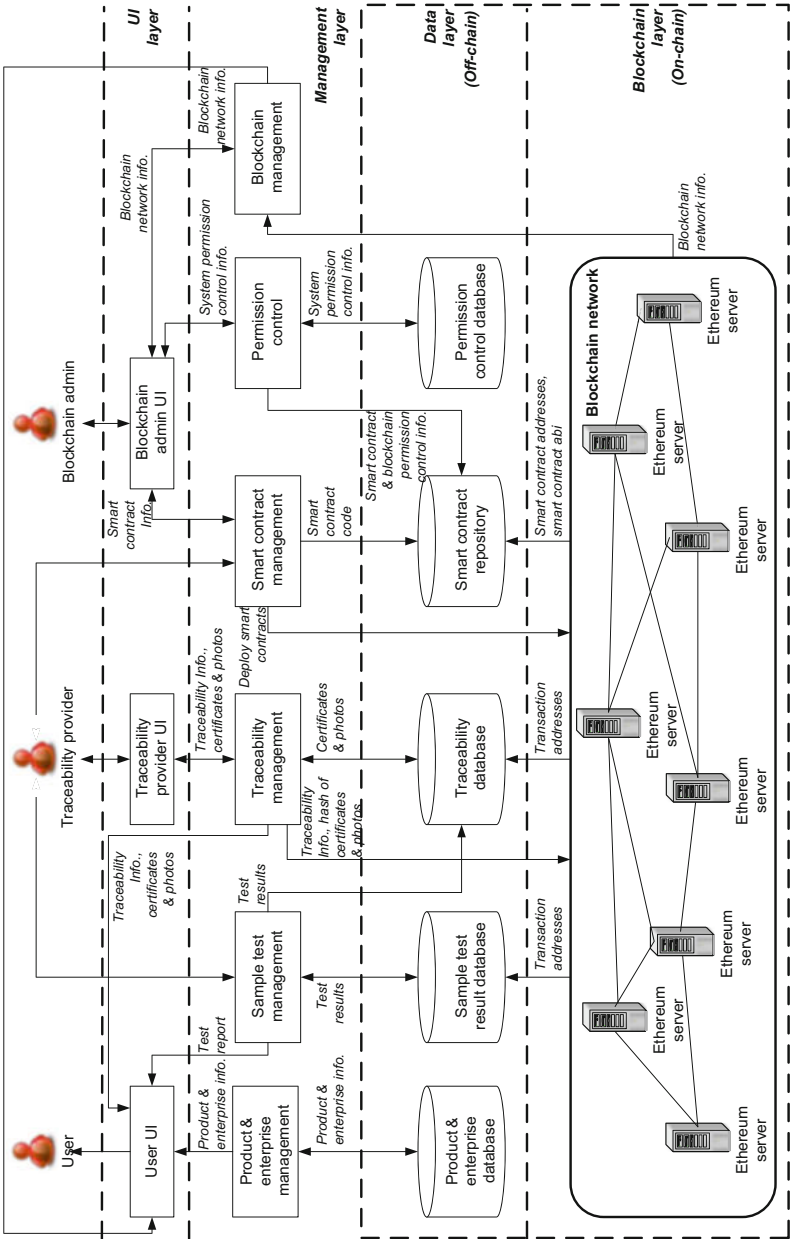 User
Traceability provider
Blockchain admin
UI
layer
User UI
Traceability
provider UI
Blockchain
admin UI
Traceability
Info.,
certificates
& photos
Smart
contract
Info.
Blockchain
network info.
Product &
enterprise info.
Test
report
Traceability Info.,
certificates & photos
System permission
control info.
Blockchain
network info.
Management
layer
Product &
enterprise
management
Sample test
management
Traceability
management
Smart contract
management
Permission
control
Blockchain
management
Test
results
Deploy smart
contracts
Product &
enterprise info.
Test
results
Traceability
Info., hash of
certificates
& photos
Certificates
& photos
Smart
contract
code
Smart contract
& blockchain
permission
control info.
System
permission
control info.
Data
layer
(Off-chain)
Product &
enterprise
database
Sample test
result database
Traceability
database
Smart contract
repository
Permission
control database
Transaction
addresses
Transaction
addresses
Smart contract addresses,
smart contract abi
Blockchain
network info.
Blockchain
layer
(On-chain)
Blockchain network
Ethereum
server
Ethereum
server
Ethereum
server
Ethereum
server
Ethereum
server
Ethereum
server
Ethereum
server
Ethereum
server